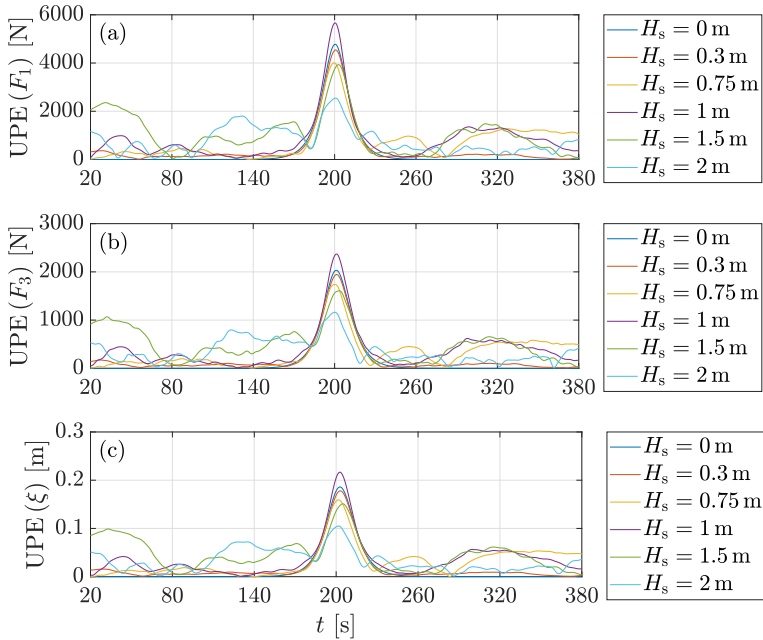 UPE (F₁) [N]
6000
4000
2000
0
(a)
20 80 140 200 260 320 380
Hₛ = 0 m
Hₛ = 0.3 m
Hₛ = 0.75 m
Hₛ = 1 m
Hₛ = 1.5 m
Hₛ = 2 m
UPE (F₃) [N]
3000
2000
1000
0
(b)
20 80 140 200 260 320 380
Hₛ = 0 m
Hₛ = 0.3 m
Hₛ = 0.75 m
Hₛ = 1 m
Hₛ = 1.5 m
Hₛ = 2 m
UPE (ξ) [m]
0.3
0.2
0.1
0
(c)
20 80 140 200 260 320 380
t [s]
Hₛ = 0 m
Hₛ = 0.3 m
Hₛ = 0.75 m
Hₛ = 1 m
Hₛ = 1.5 m
Hₛ = 2 m